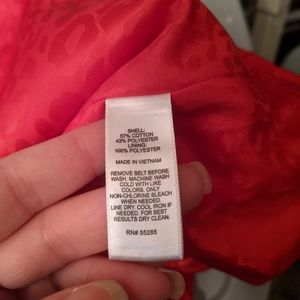 SHELL:
57% COTTON
43% POLYESTER
LINING:
100% POLYESTER
MADE IN VIETNAM
REMOVE BELT BEFORE
WASH. MACHINE WASH
COLD WITH LIKE
COLORS. ONLY
NON-CHLORINE BLEACH
WHEN NEEDED.
LINE DRY. COOL IRON IF
NEEDED. FOR BEST
RESULTS DRY CLEAN.
RN# 55285